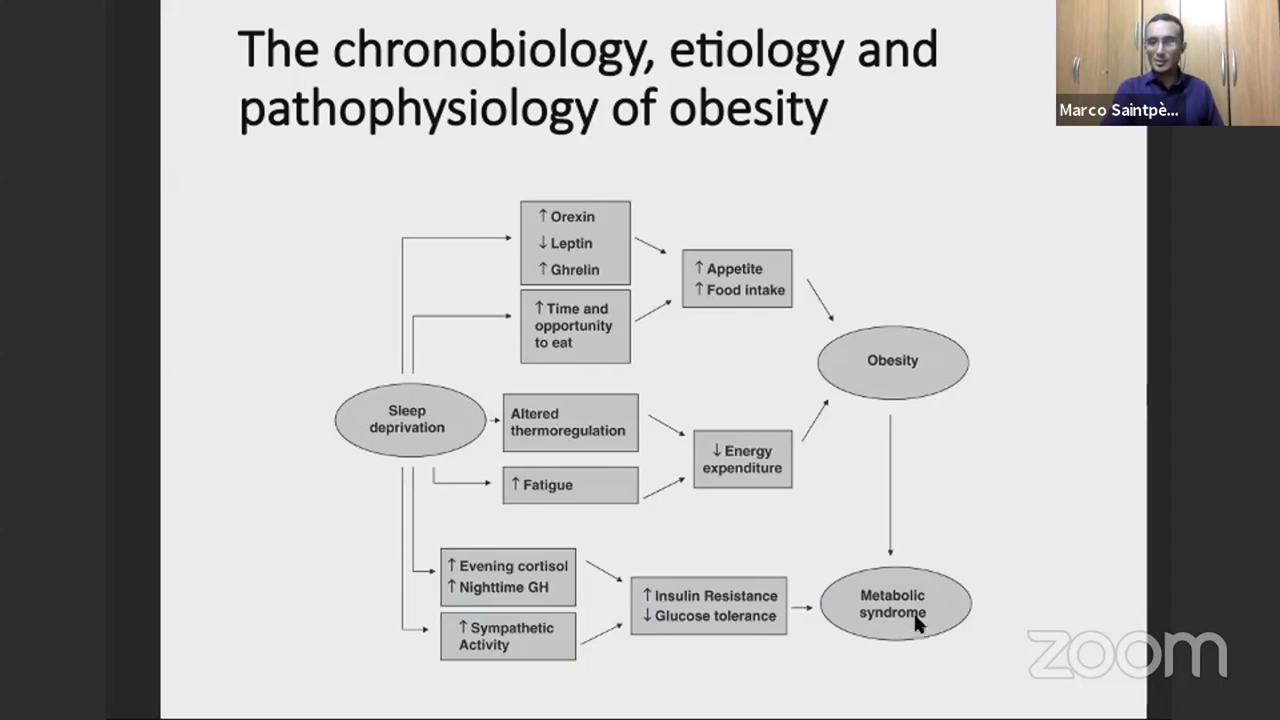 The chronobiology, etiology and
pathophysiology of obesity
Marco Saintpè...
↑ Orexin
↓ Leptin
↑ Ghrelin
↑ Time and
opportunity
to eat
↑ Appetite
↑ Food intake
Obesity
Sleep
deprivation
Altered
thermoregulation
↑ Fatigue
↓ Energy
expenditure
↑ Evening cortisol
↑ Nighttime GH
↑ Sympathetic
Activity
↑ Insulin Resistance
↓ Glucose tolerance
Metabolic
syndrome
zoom